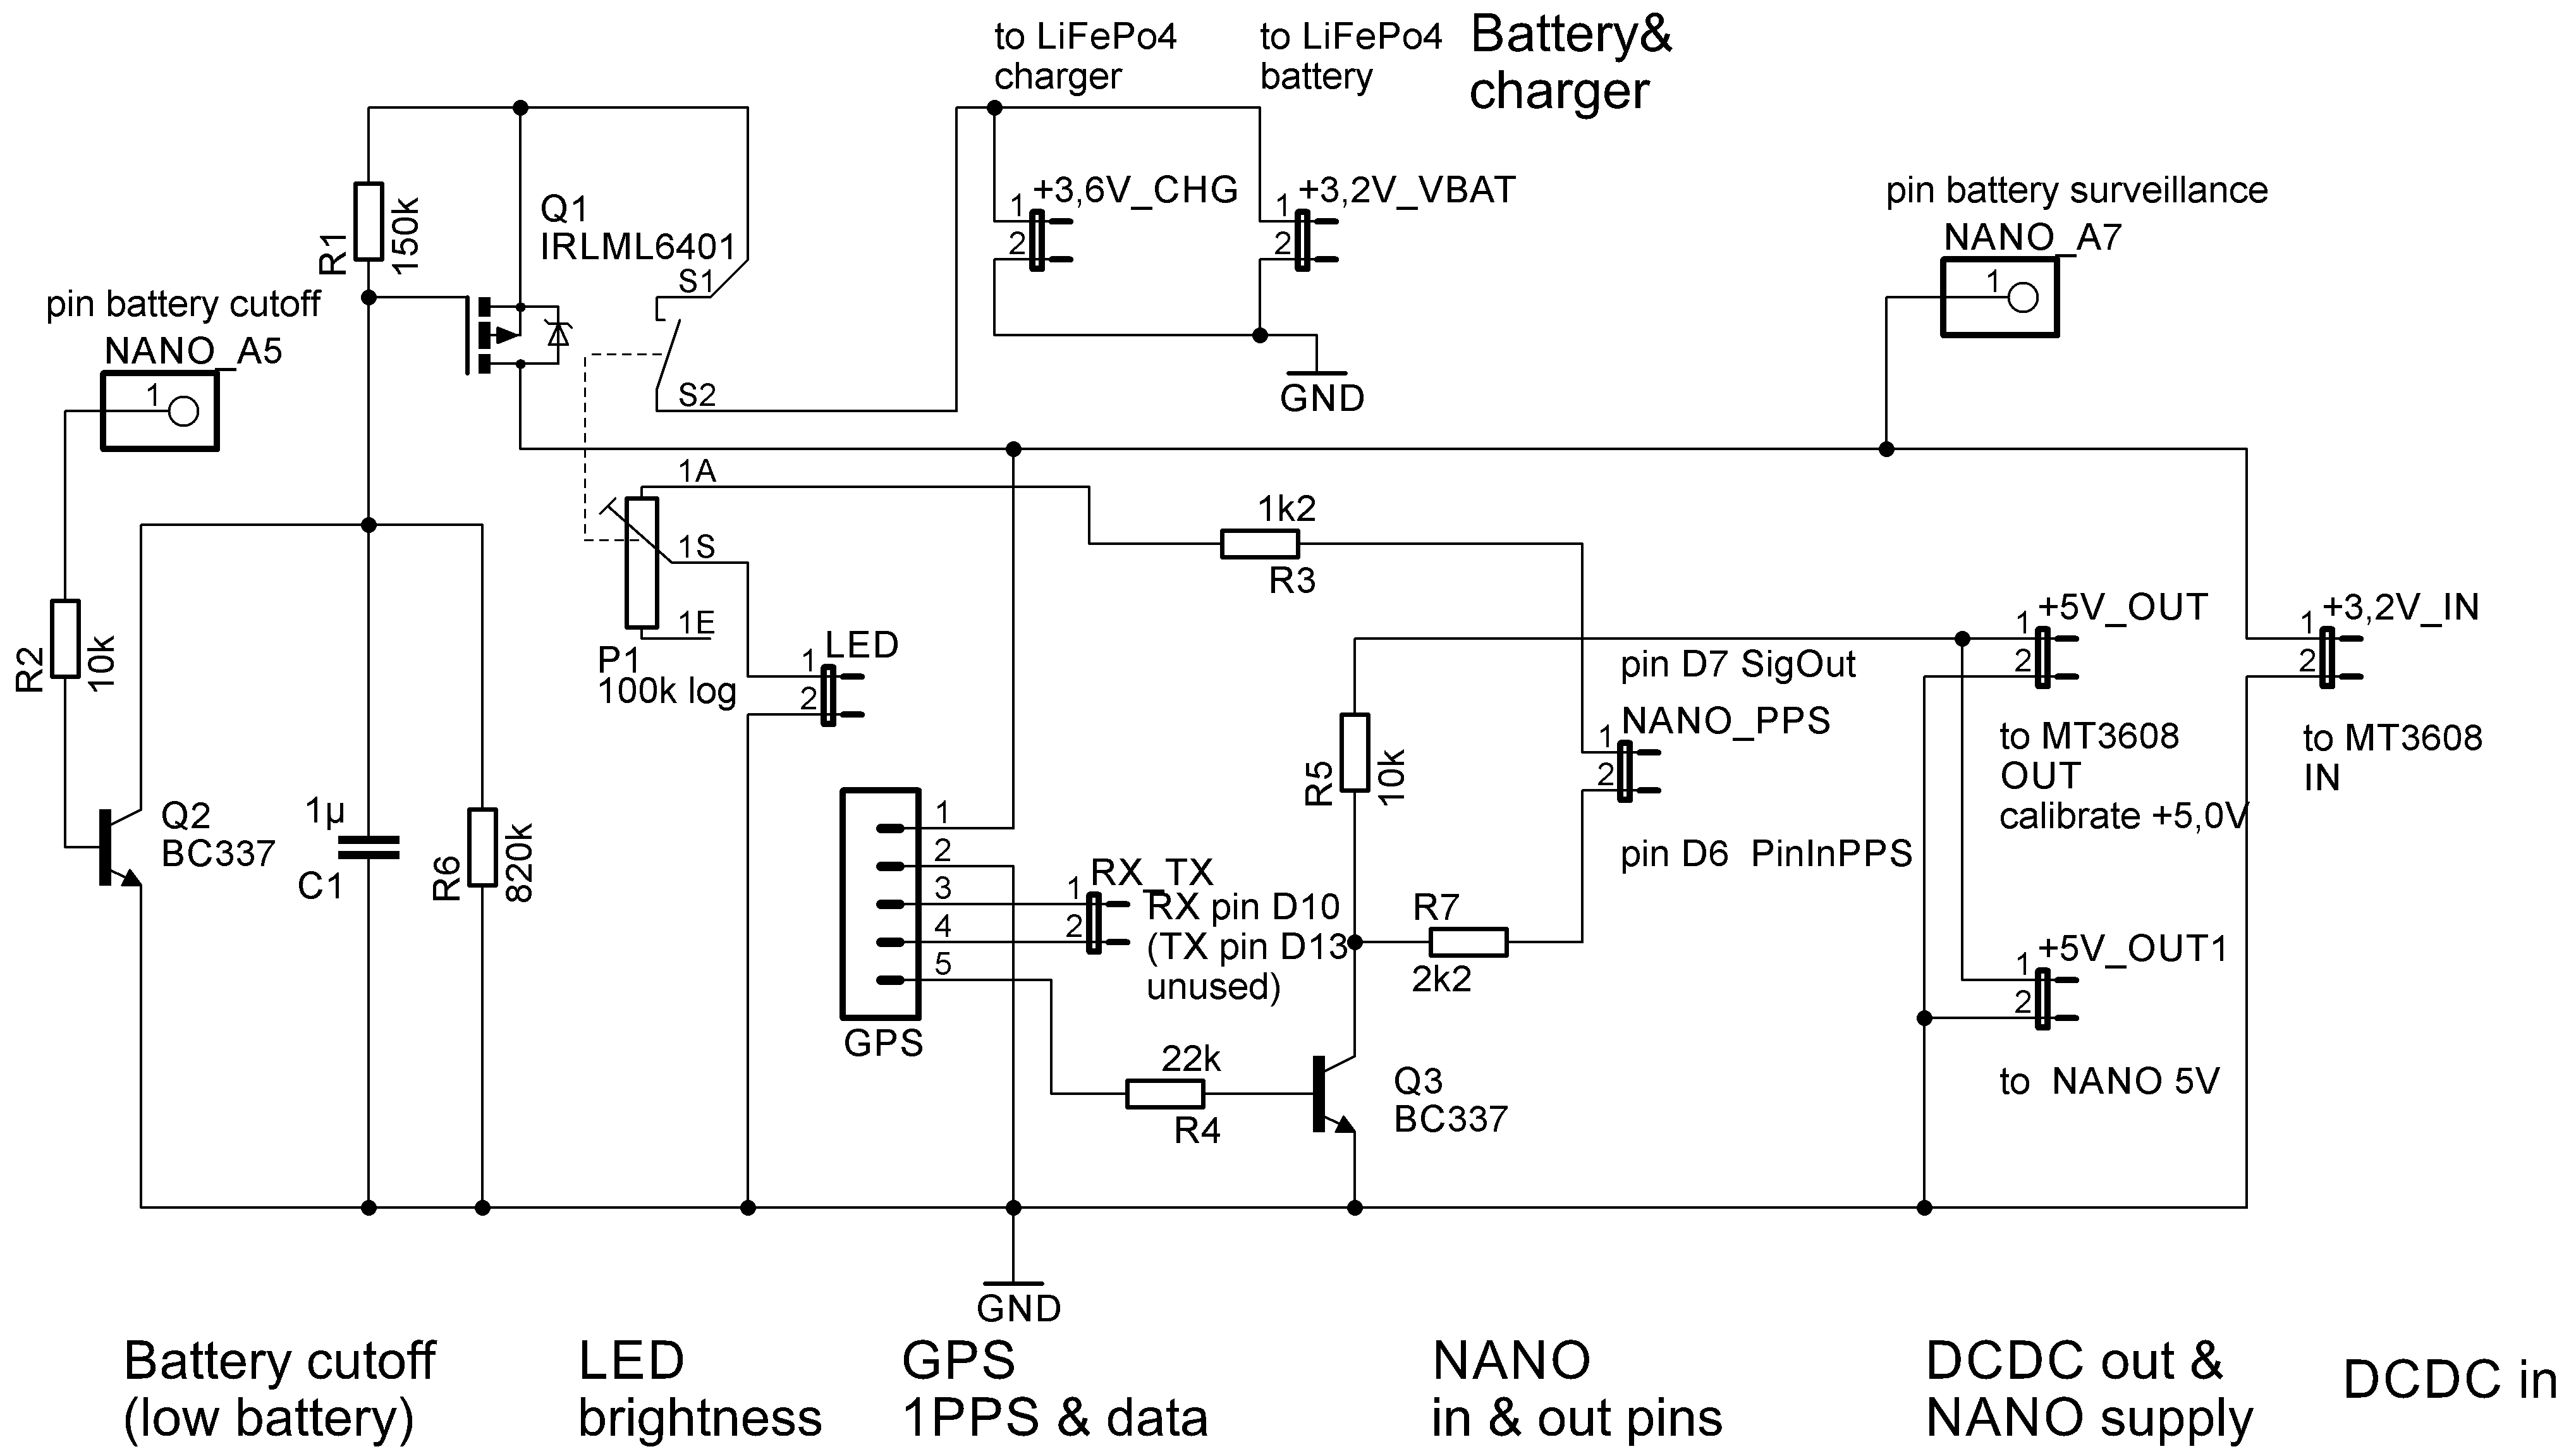 to LiFePo4
charger
to LiFePo4
battery
Battery&
charger
R1
150k
Q1
IRLML6401
S1
S2
1
2
+3,6V_CHG
1
2
+3,2V_VBAT
GND
pin battery surveillance
NANO_A7
1
pin battery cutoff
NANO_A5
1
1A
1S
1E
P1
100k log
1k2
R3
LED
1
2
R2
10k
Q2
BC337
1µ
C1
R6
820k
1
2
3
4
5
GPS
RX_TX
1
2
RX pin D10
(TX pin D13
unused)
22k
R4
R5
10k
R7
2k2
Q3
BC337
pin D7 SigOut
NANO_PPS
1
2
pin D6 PinInPPS
+5V_OUT
1
2
to MT3608
OUT
calibrate +5,0V
+3,2V_IN
1
2
to MT3608
IN
+5V_OUT1
1
2
to NANO 5V
GND
Battery cutoff
(low battery)
LED
brightness
GPS
1PPS & data
NANO
in & out pins
DCDC out &
NANO supply
DCDC in